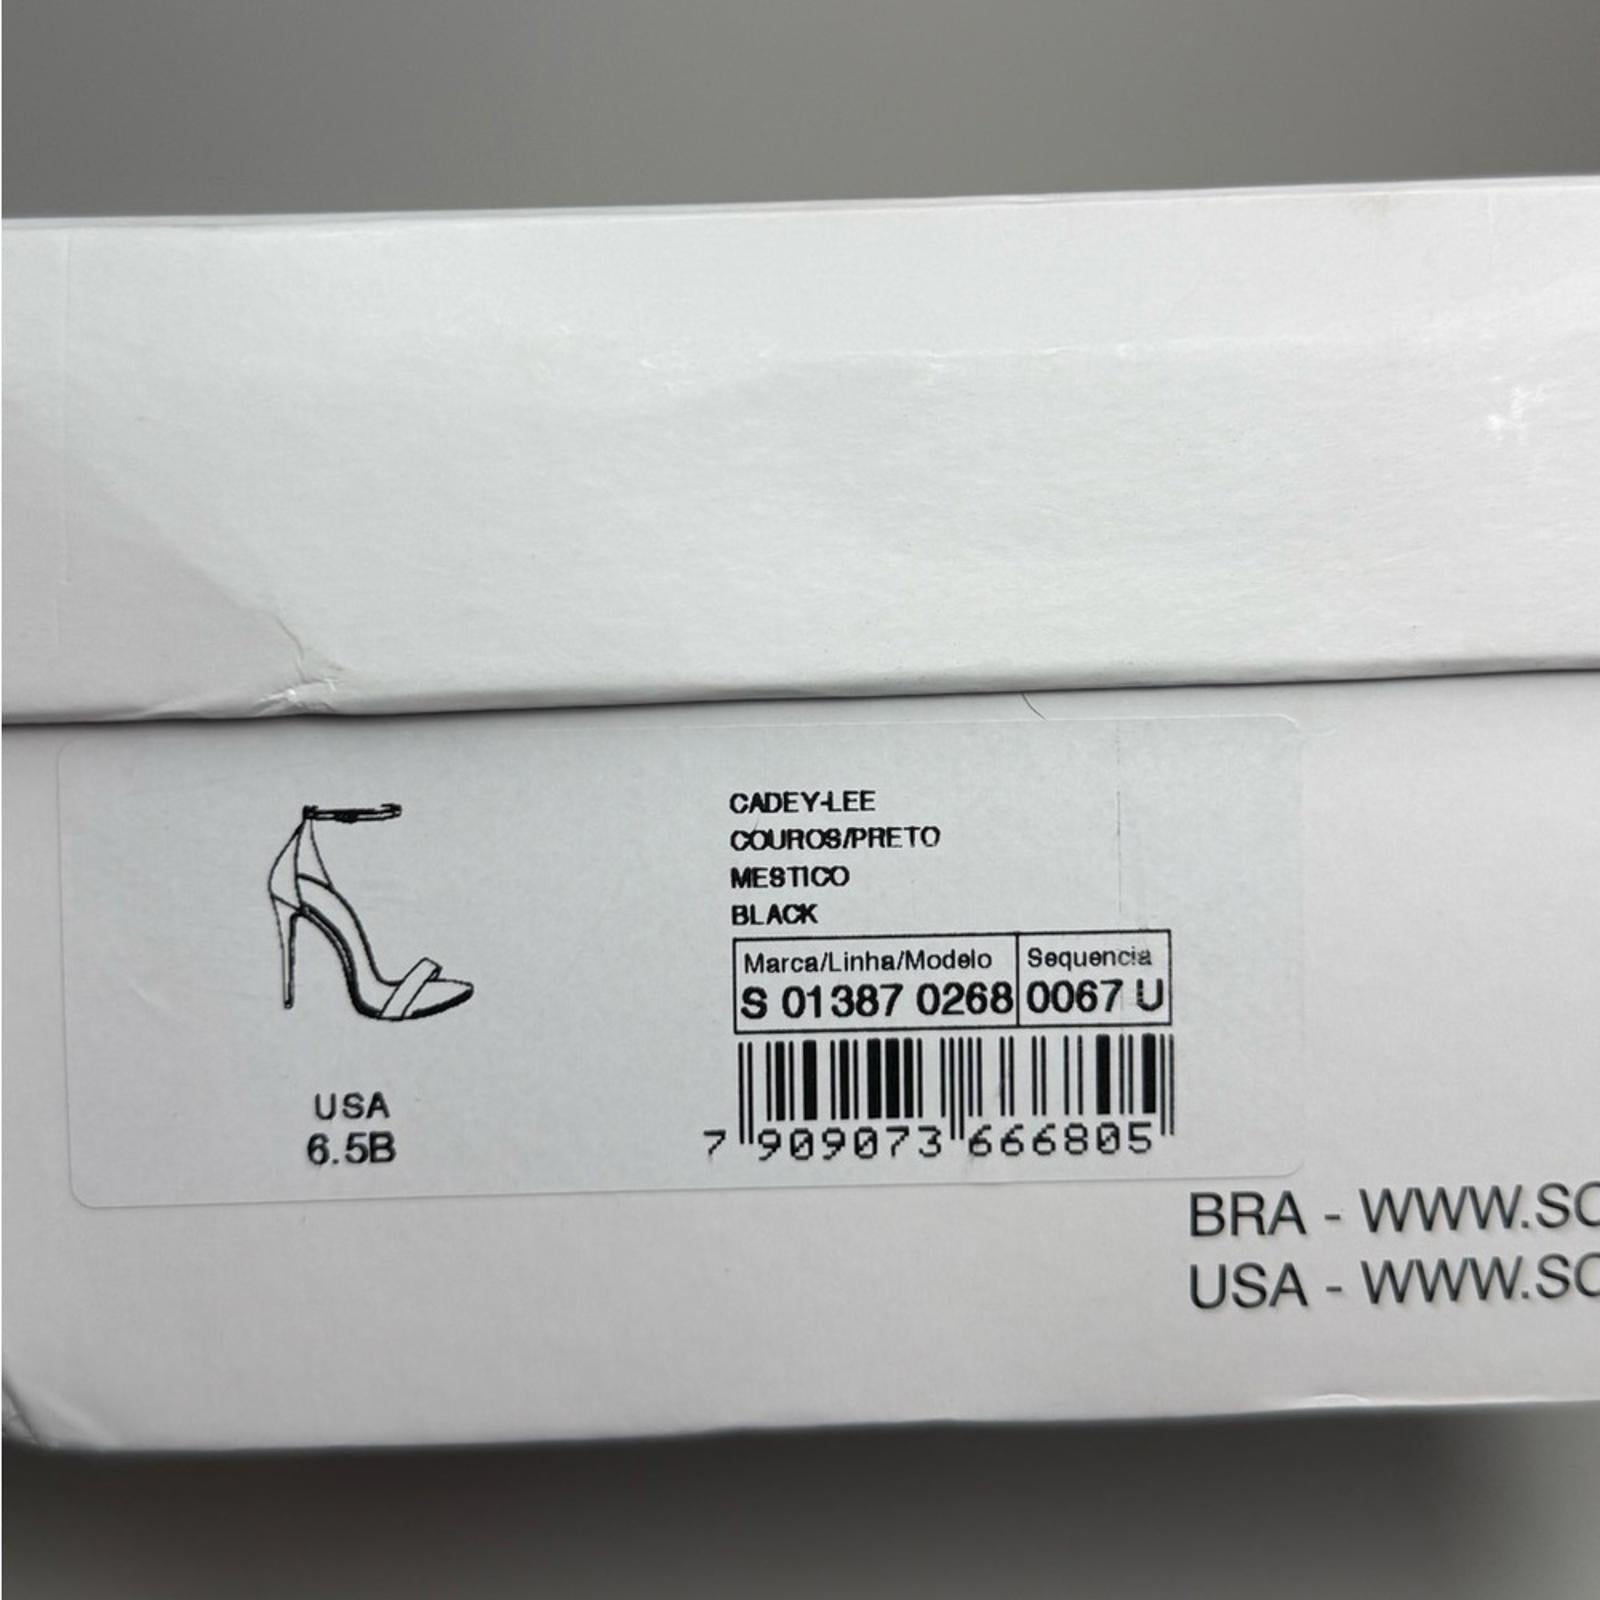 CADEY-LEE
COUROS/PRETO
MESTICO
BLACK
Marca/Linha/Modelo Sequencia
S 01387 0268 0067 U
7 909073 666805
USA
6.5B
BRA - WWW.SC
USA - WWW.SC